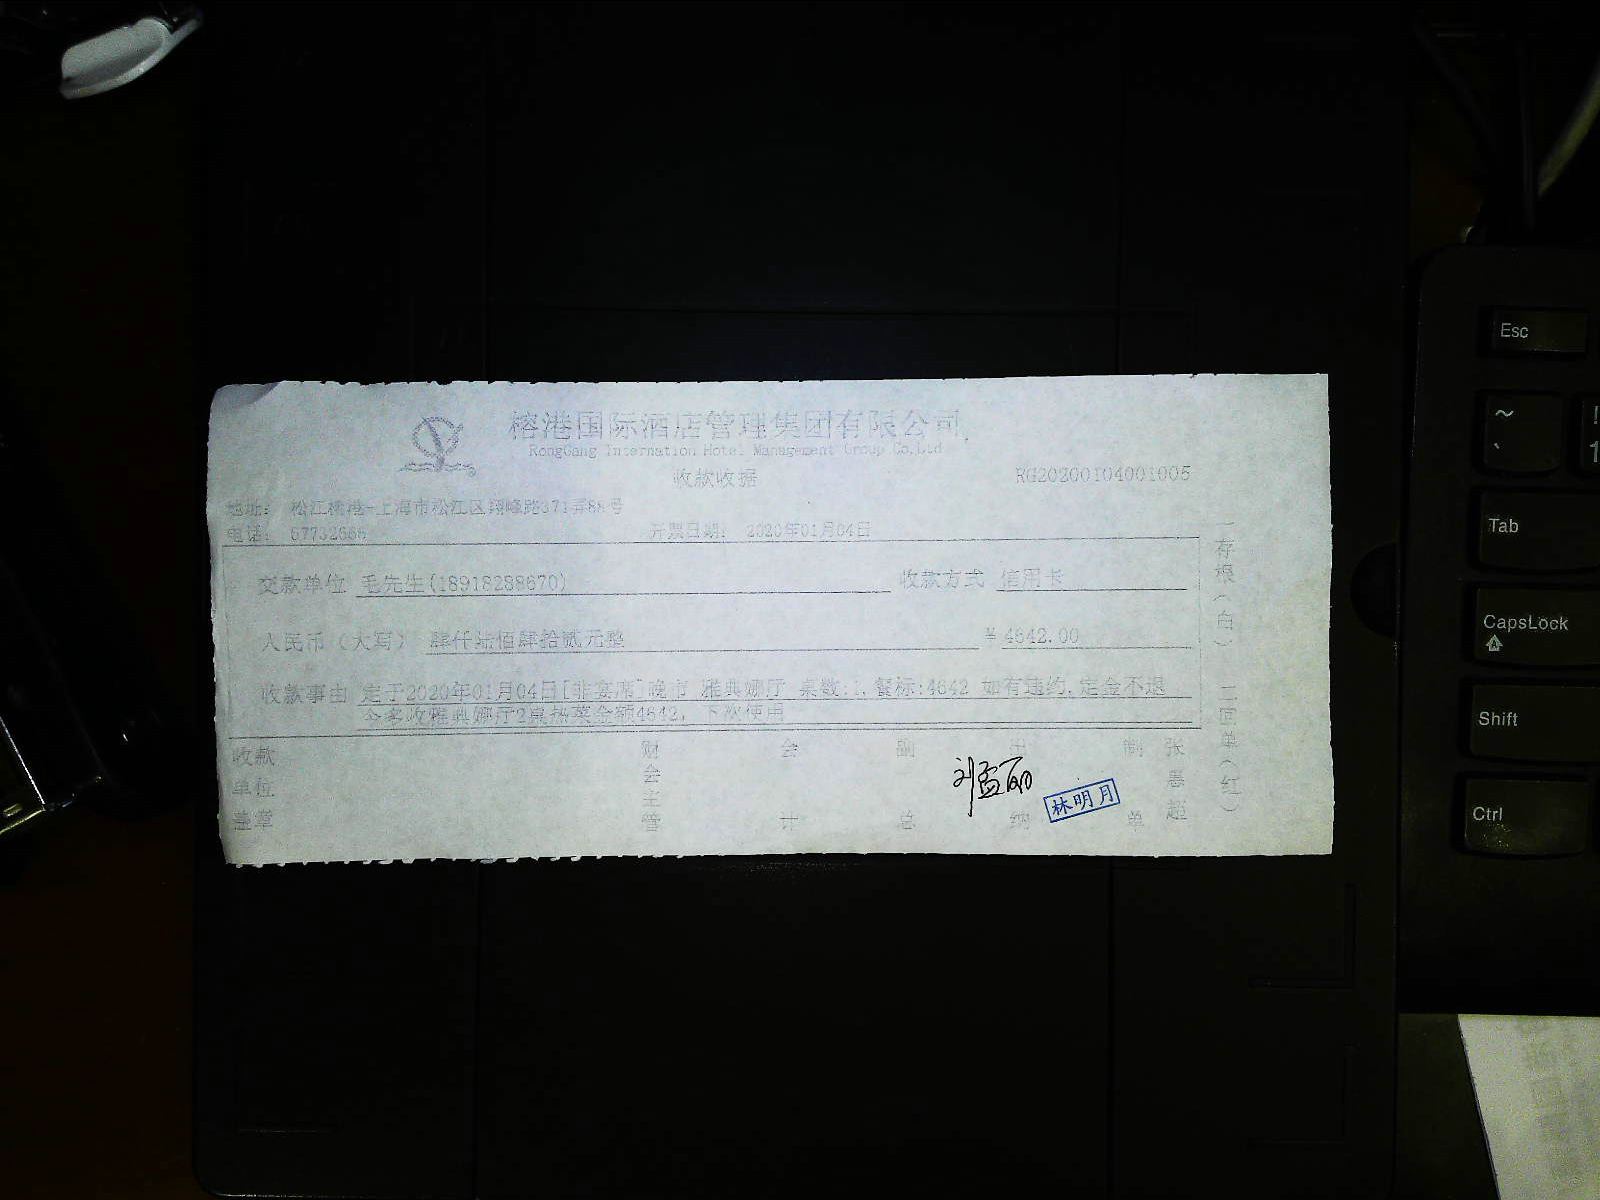 榕港国际酒店管理集团有限公司
RongGang Internation Hotel Management Group Co,Ltd
收款收据
RG20200104001005
地址： 松江榕港-上海市松江区翔峰路371弄88号
电话： 67732666 开票日期： 2020年01月04日
交款单位 毛先生(18918288670) 收款方式 信用卡
人民币（大写） 肆仟陆佰肆拾贰元整 ¥ 4642.00
收款事由 定于2020年01月04日[非宴席]晚市 雅典娜厅 桌数:1, 餐标:4642 如有违约,定金不退
雅典娜厅2桌热菜金额4642, 下次使用
收款单位盖章 财会主管 会计 副总 出纳 制单 张愚超
刘孟丽
林明月
一存根（白） 二回单（红）
Esc
~
`
!
1
Tab
CapsLock
A
Shift
Ctrl